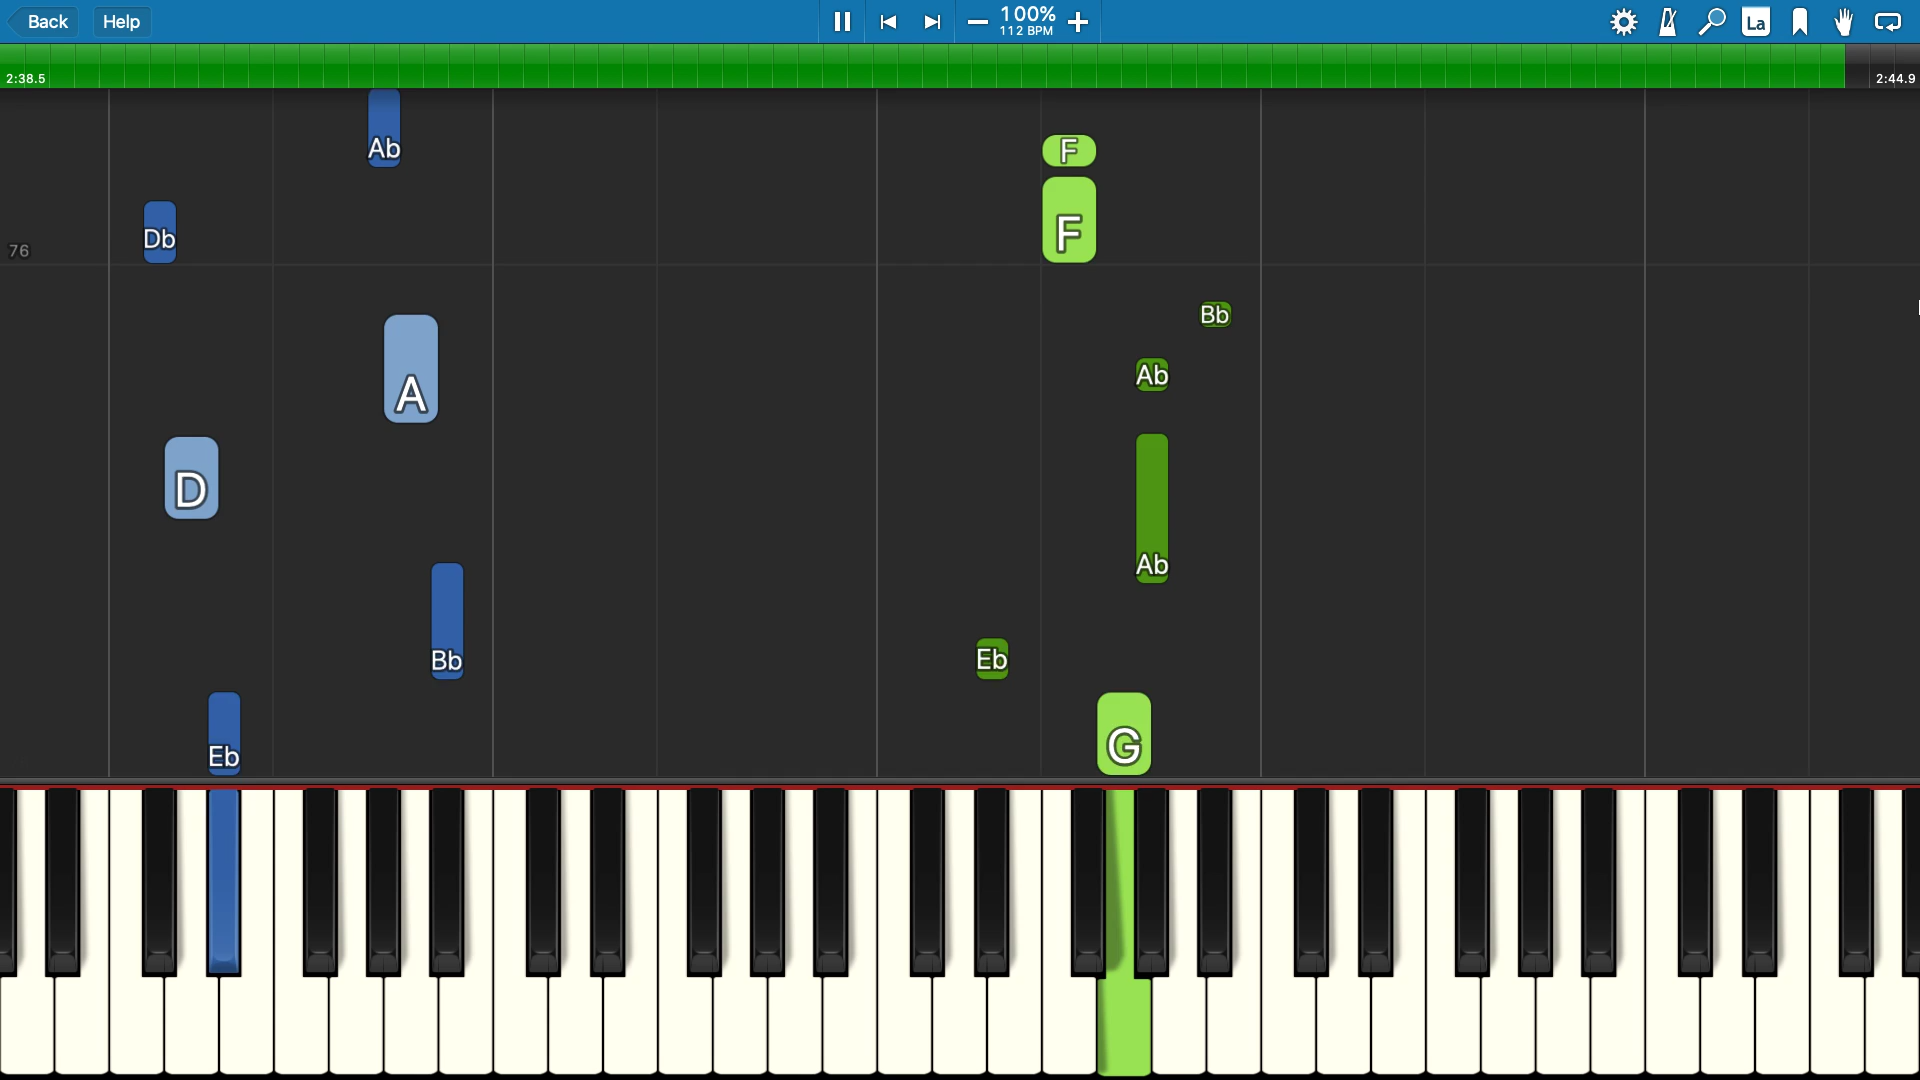 Back Help 100% La
112 BPM
2:38.5 2:44.9
Ab F
Db F
76
Bb
A Ab
D
Ab
Bb Eb
Eb G